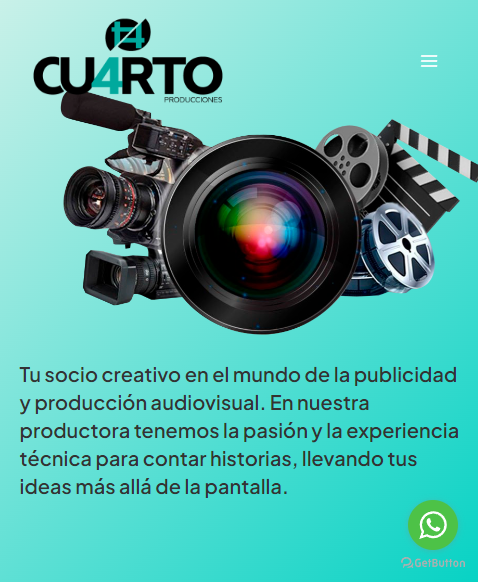 CU4RTO
PRODUCCIONES
Tu socio creativo en el mundo de la publicidad
y producción audiovisual. En nuestra
productora tenemos la pasión y la experiencia
técnica para contar historias, llevando tus
ideas más allá de la pantalla.
GetButton